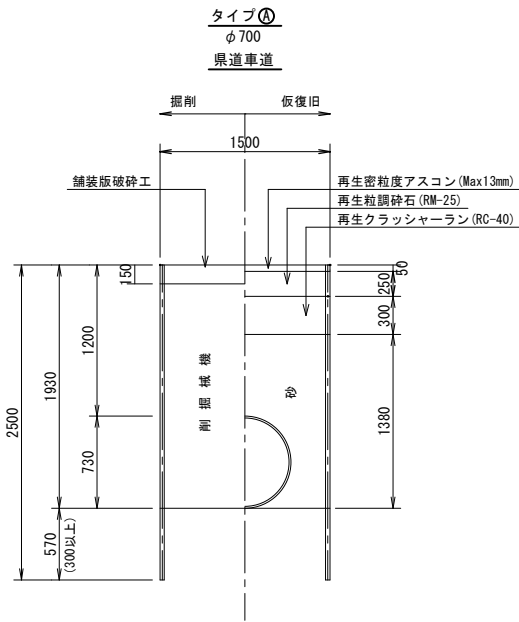 タイプⒶ
φ700
県道車道
掘削
仮復旧
1500
舗装版破砕工
再生密粒度アスコン(Max13mm)
再生粒調砕石(RM-25)
再生クラッシャーラン(RC-40)
150
50
250
300
1200
1930
2500
機械掘削
砂
1380
730
570
(300以上)